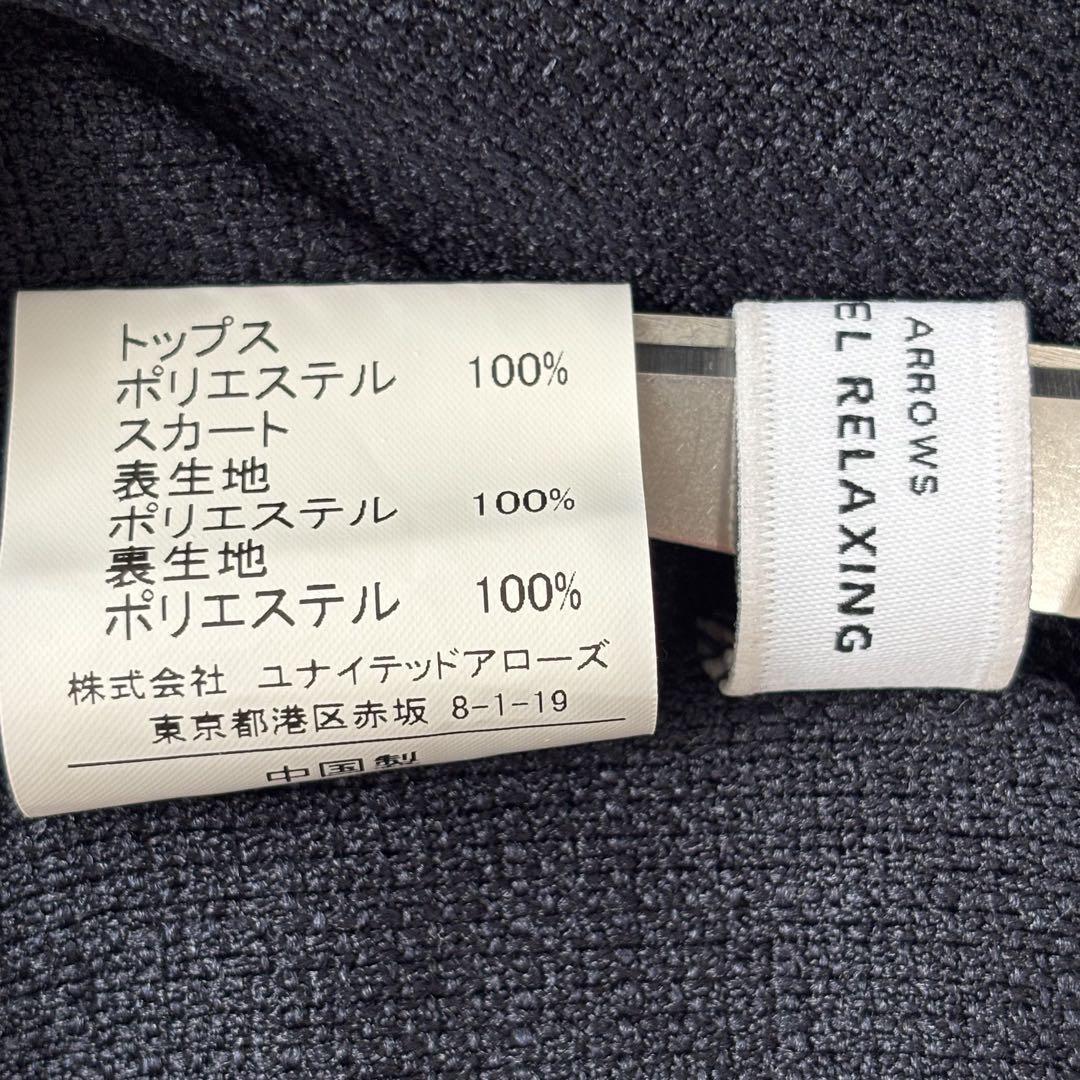 トップス
ポリエステル 100%
スカート
表生地
ポリエステル 100%
裏生地
ポリエステル 100%
株式会社 ユナイテッドアローズ
東京都港区赤坂 8-1-19
中国製
ARROWS
EL RELAXING